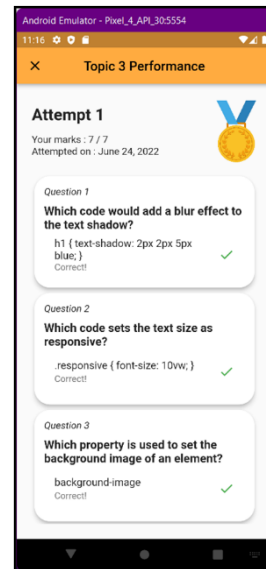 Android Emulator - Pixel_4_API_30:5554
11:16
Topic 3 Performance
Attempt 1
Your marks : 7 / 7
Attempted on : June 24, 2022
Question 1
Which code would add a blur effect to
the text shadow?
h1 { text-shadow: 2px 2px 5px
blue; }
Correct!
Question 2
Which code sets the text size as
responsive?
.responsive { font-size: 10vw; }
Correct!
Question 3
Which property is used to set the
background image of an element?
background-image
Correct!